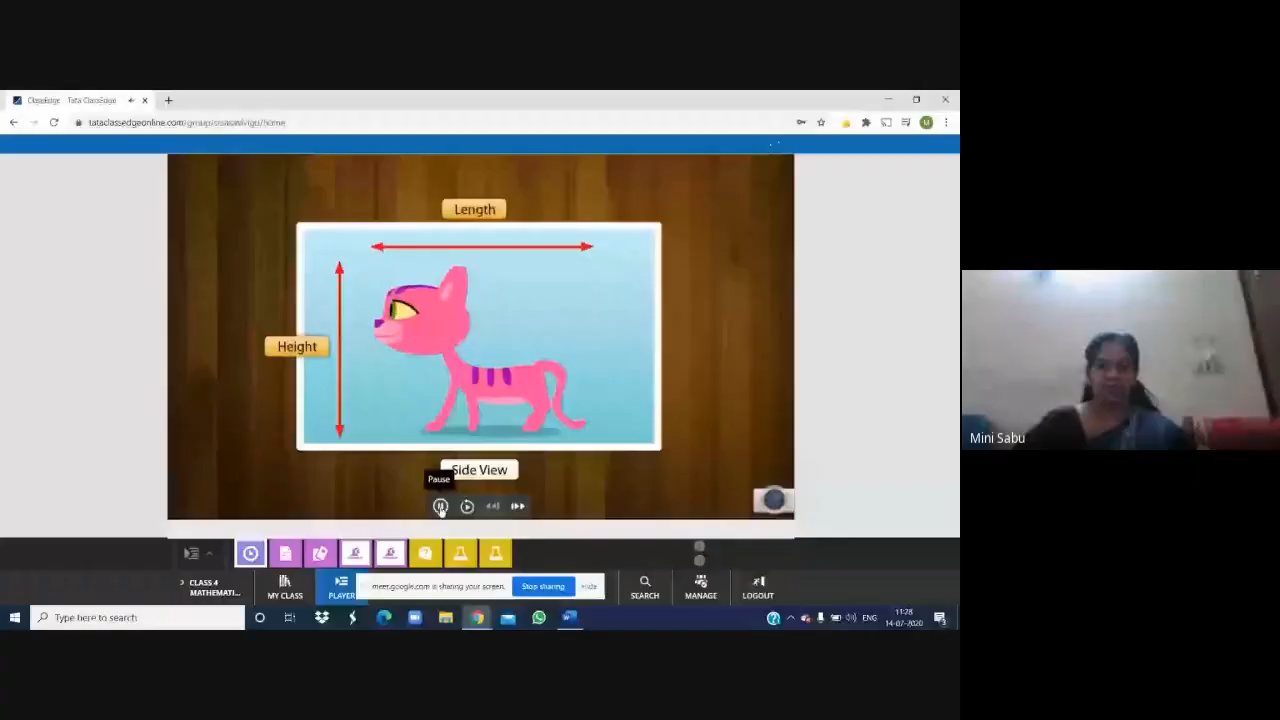 ClassEdge Tata ClassEdge
Length
Height
Side View
Pause
CLASS 4
MATHEMATI...
MY CLASS
PLAYER
meet.google.com is sharing your screen.
Stop sharing
Hide
SEARCH
MANAGE
LOGOUT
Type here to search
ENG
11:28
14-07-2020
Mini Sabu